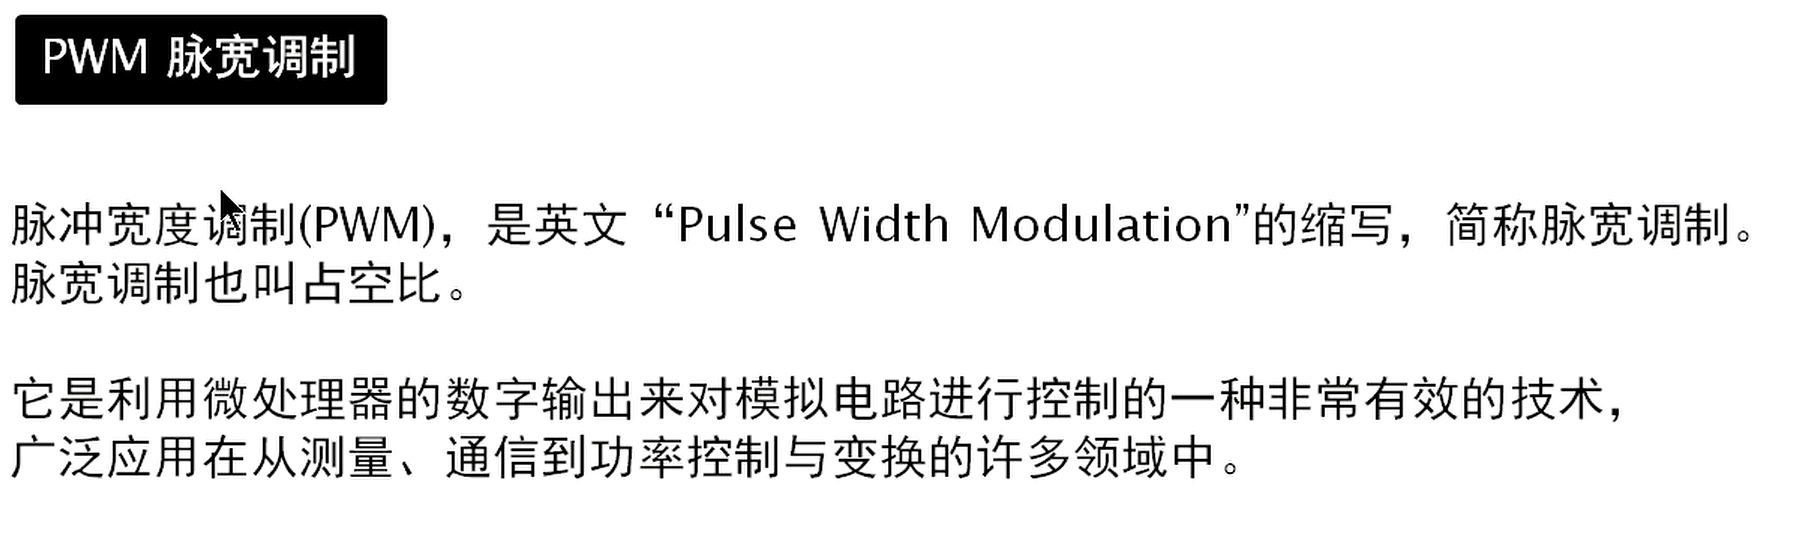 PWM 脉宽调制
脉冲宽度调制(PWM)，是英文 “Pulse Width Modulation”的缩写，简称脉宽调制。
脉宽调制也叫占空比。
它是利用微处理器的数字输出来对模拟电路进行控制的一种非常有效的技术，
广泛应用在从测量、通信到功率控制与变换的许多领域中。